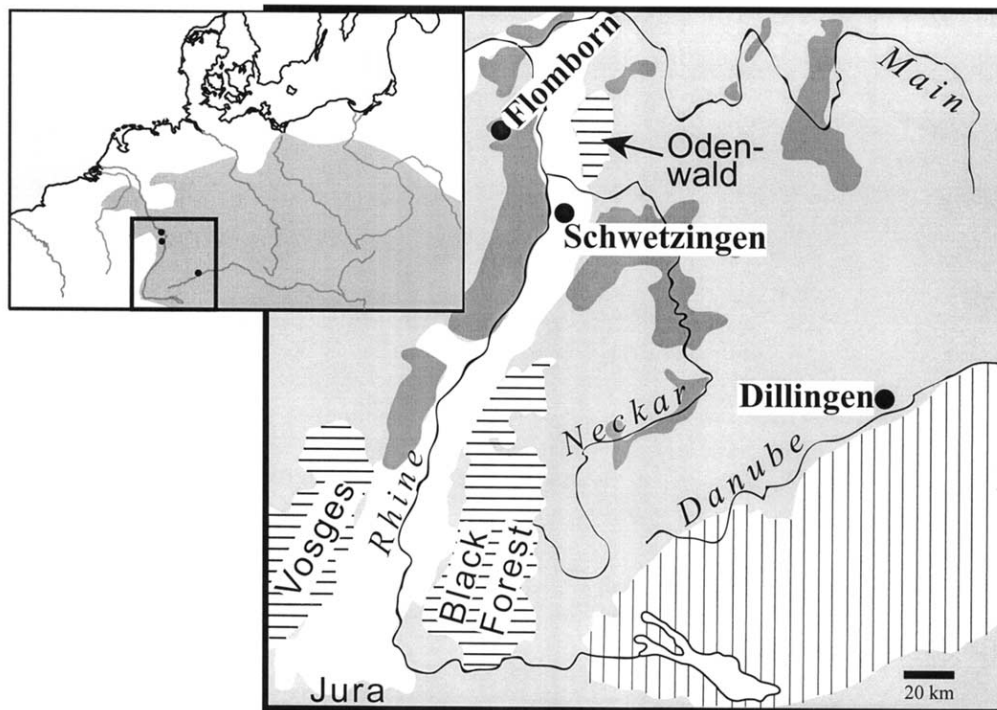 Flomborn
Main
Oden-
wald
Schwetzingen
Dillingen
Neckar
Danube
Rhine
Vosges
Black
Forest
Jura
20 km